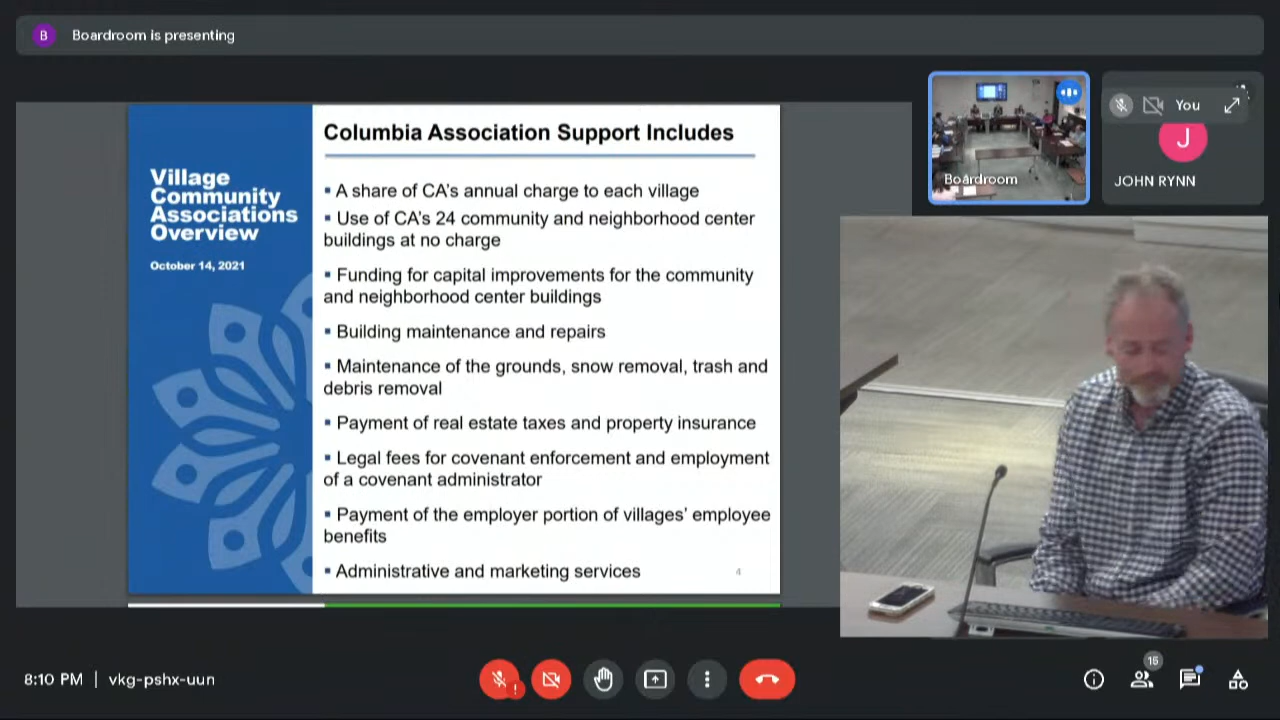 B Boardroom is presenting
Village
Community
Associations
Overview
October 14, 2021
Columbia Association Support Includes
▪ A share of CA's annual charge to each village
▪ Use of CA's 24 community and neighborhood center
buildings at no charge
▪ Funding for capital improvements for the community
and neighborhood center buildings
▪ Building maintenance and repairs
▪ Maintenance of the grounds, snow removal, trash and
debris removal
▪ Payment of real estate taxes and property insurance
▪ Legal fees for covenant enforcement and employment
of a covenant administrator
▪ Payment of the employer portion of villages' employee
benefits
▪ Administrative and marketing services
4
Boardroom
You
J
JOHN RYNN
8:10 PM | vkg-pshx-uun
!
15